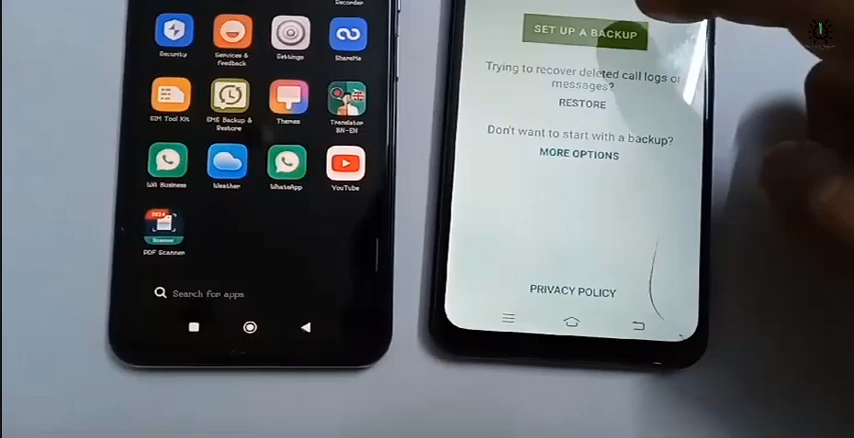 Recorder
Security
Services &
feedback
Settings
ShareMe
SIM Tool Kit
SMS Backup &
Restore
Themes
Translator
BN-EN
WA Business
Weather
WhatsApp
YouTube
2024
Scanner
PDF Scanner
Search for apps
SET UP A BACKUP
Trying to recover deleted call logs or
messages?
RESTORE
Don't want to start with a backup?
MORE OPTIONS
PRIVACY POLICY